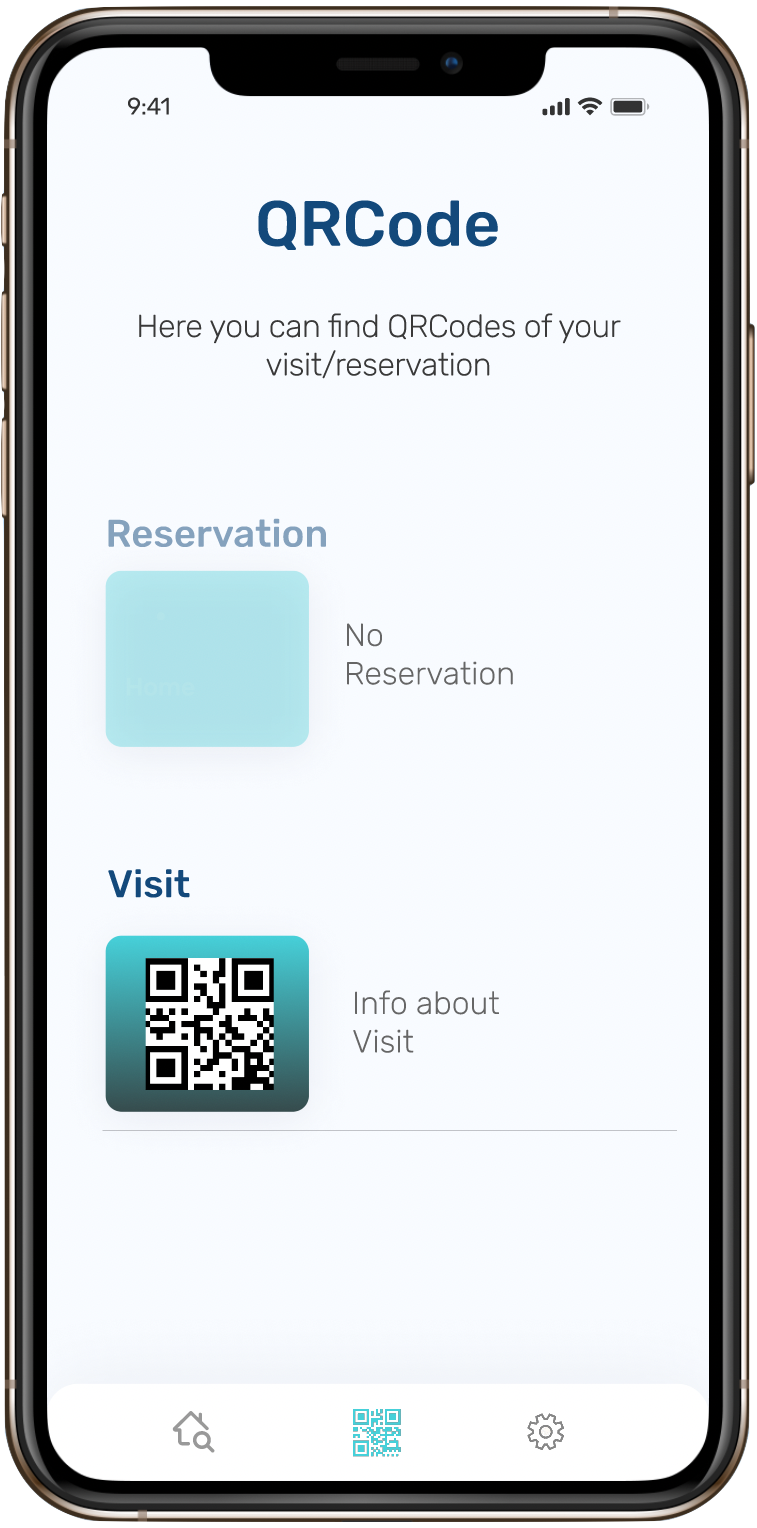 9:41
QRCode
Here you can find QRCodes of your
visit/reservation
Reservation
Home
No
Reservation
Visit
Info about
Visit